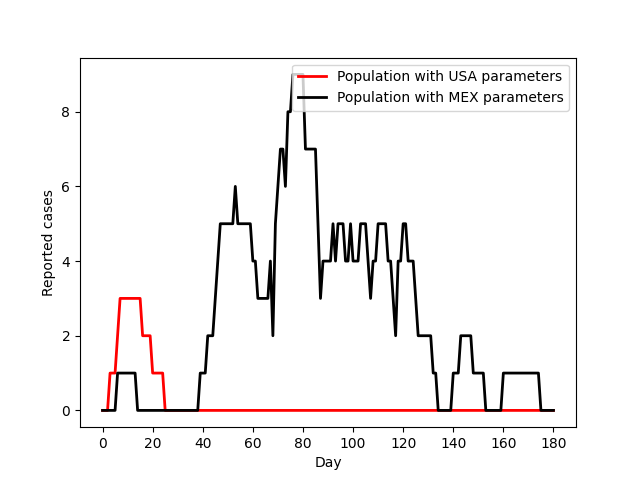 Population with USA parameters
Population with MEX parameters
8
6
4
2
0
Reported cases
0 20 40 60 80 100 120 140 160 180
Day